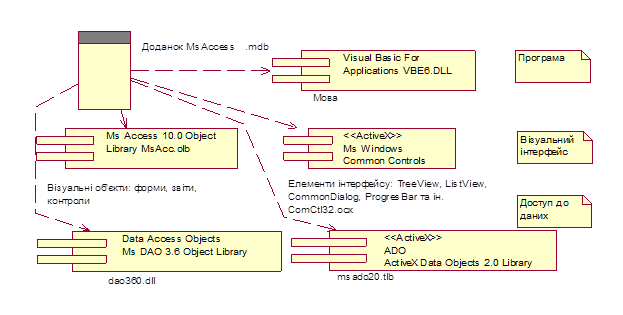 Доданок MsAccess .mdb
Visual Basic For
Applications VBE6.DLL
Програма
Мова
Ms Access 10.0 Object
Library MsAcc.olb
<<ActiveX>>
Ms Windows
Common Controls
Візуальний
інтерфейс
Візуальні об'єкти: форми, звіти,
контроли
Елементи інтерфейсу: TreeView, ListView,
CommonDialog, ProgresBar та ін.
ComCtl32.ocx
Доступ до
даних
Data Access Objects
Ms DAO 3.6 Object Library
<<ActiveX>>
ADO
ActiveX Data Objects 2.0 Library
dao360.dll
msado20.tlb